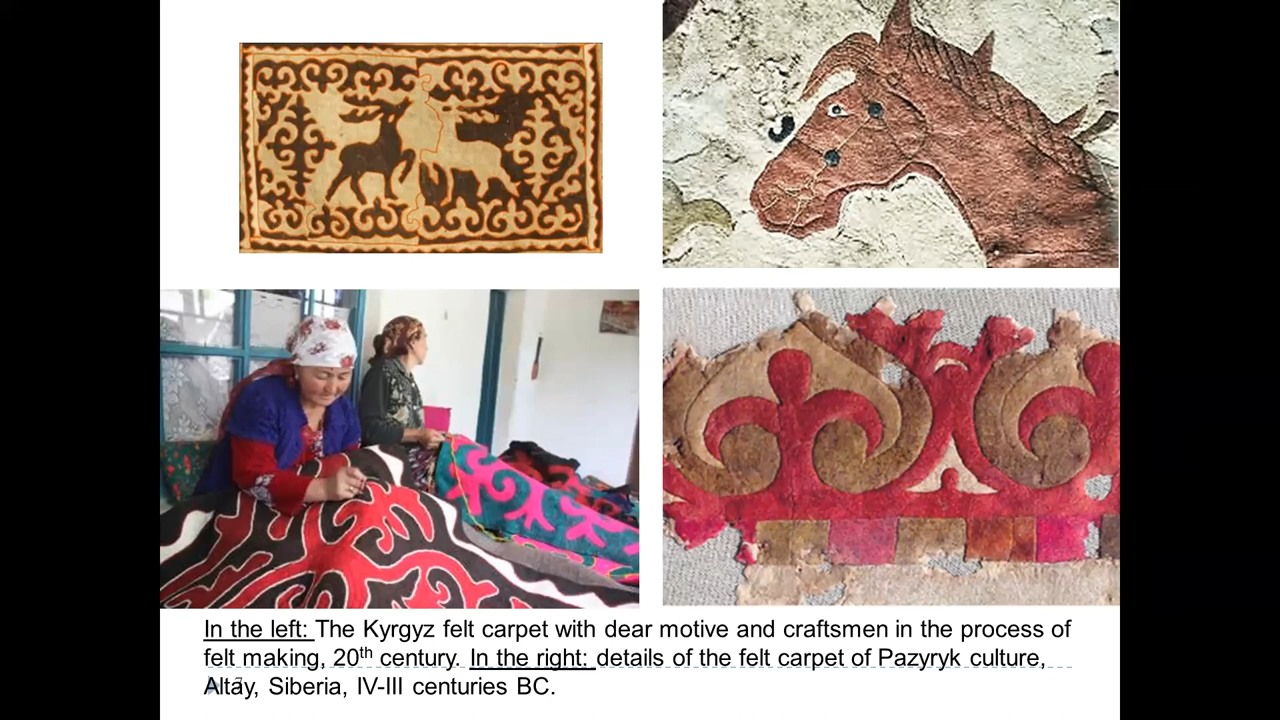 In the left: The Kyrgyz felt carpet with dear motive and craftsmen in the process of
felt making, 20th century. In the right: details of the felt carpet of Pazyryk culture,
Altay, Siberia, IV-III centuries BC.